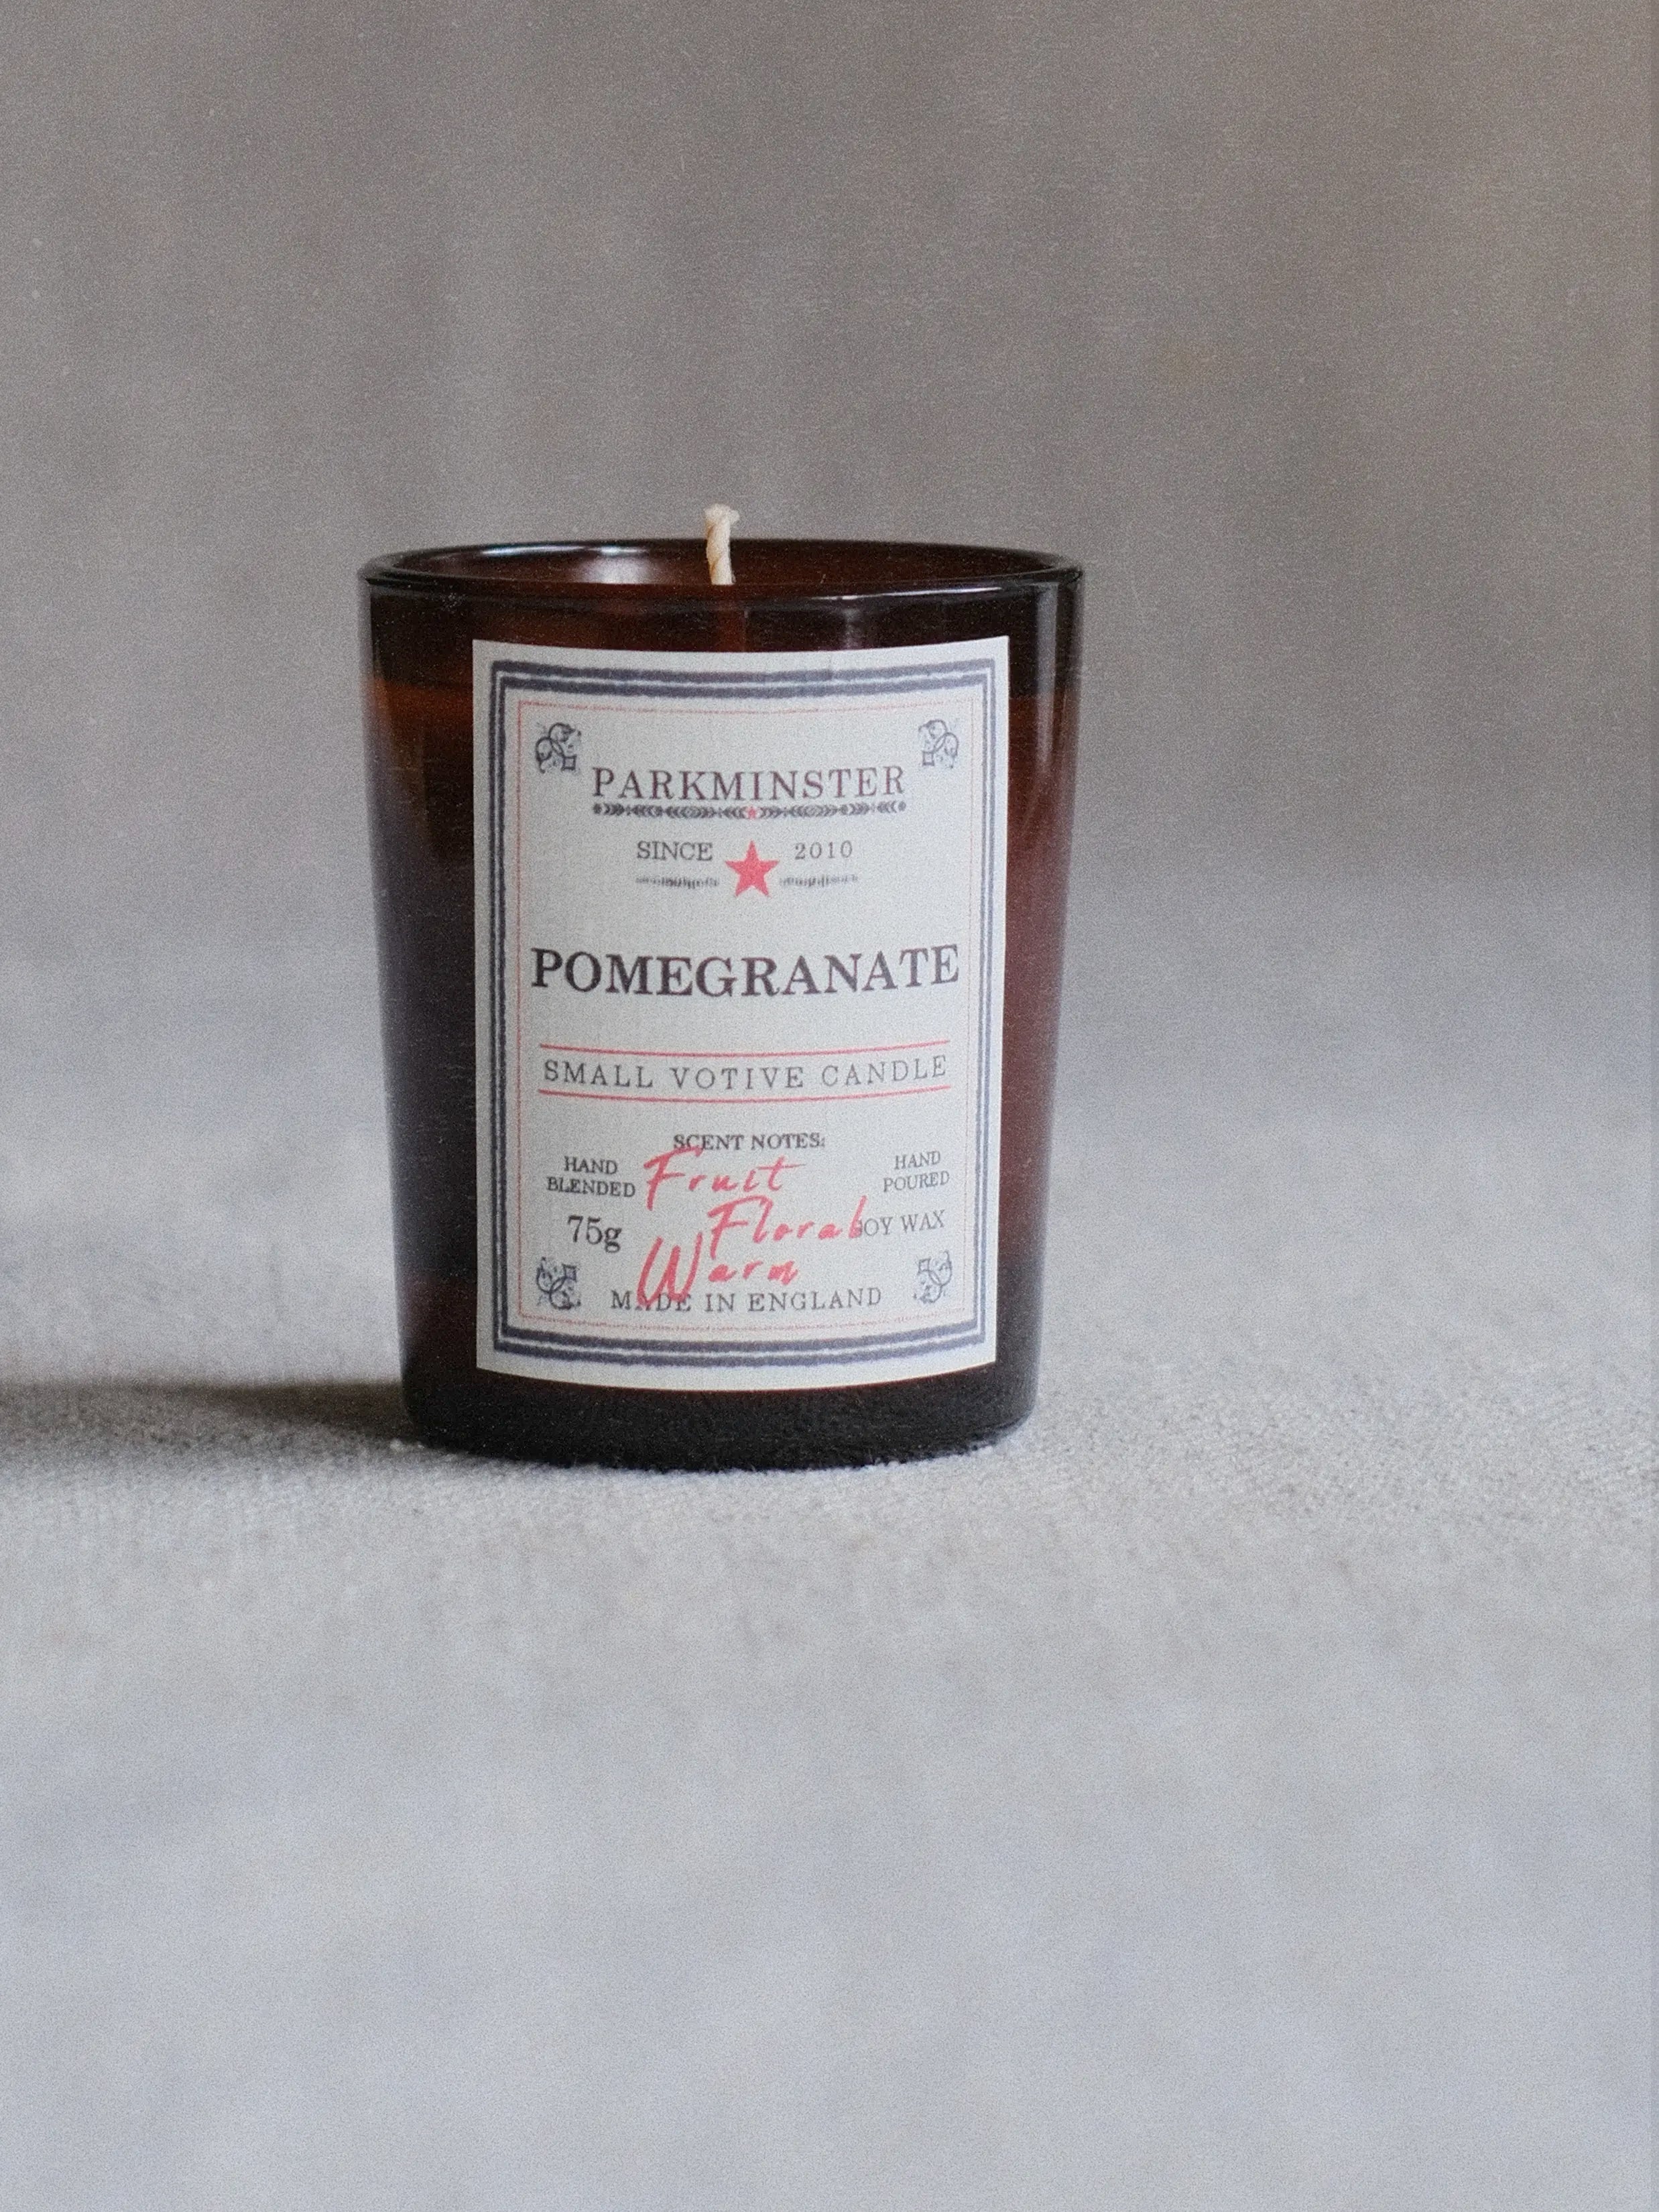 PARKMINSTER
SINCE 2010
POMEGRANATE
SMALL VOTIVE CANDLE
SCENT NOTES:
HAND
BLENDED
75g
Fruit
Floral
Warm
HAND
POURED
SOY WAX
MADE IN ENGLAND